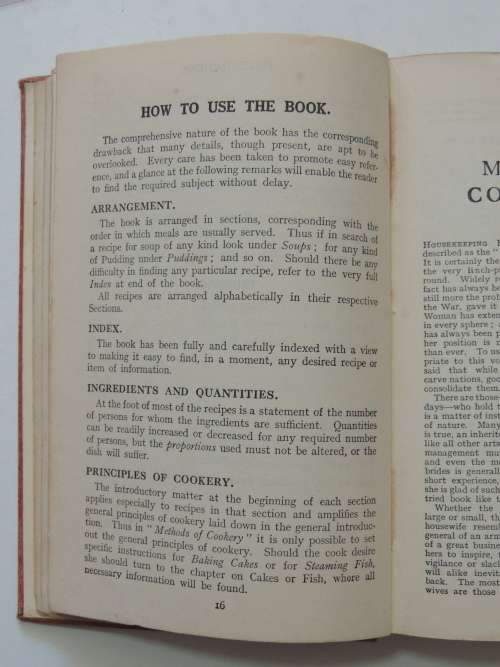 HOW TO USE THE BOOK.
The comprehensive nature of the book has the corresponding
drawback that many details, though present, are apt to be
overlooked. Every care has been taken to promote easy refer-
ence, and a glance at the following remarks will enable the reader
to find the required subject without delay.
ARRANGEMENT.
The book is arranged in sections, corresponding with the
order in which meals are usually served. Thus if in search of
a recipe for soup of any kind look under Soups; for any kind
of Pudding under Puddings; and so on. Should there be any
difficulty in finding any particular recipe, refer to the very full
Index at end of the book.
All recipes are arranged alphabetically in their respective
Sections.
INDEX.
The book has been fully and carefully indexed with a view
to making it easy to find, in a moment, any desired recipe or
item of information.
INGREDIENTS AND QUANTITIES.
At the foot of most of the recipes is a statement of the number
of persons for whom the ingredients are sufficient. Quantities
can be readily increased or decreased for any required number
of persons, but the proportions used must not be altered, or the
dish will suffer.
PRINCIPLES OF COOKERY.
The introductory matter at the beginning of each section
applies especially to recipes in that section and amplifies the
general principles of cookery laid down in the general introduc-
tion. Thus in "Methods of Cookery" it is only possible to set
out the general principles of cookery. Should the cook desire
specific instructions for Baking Cakes or for Steaming Fish,
she should turn to the chapter on Cakes or Fish, where all
necessary information will be found.
16
M
CO
HOUSEKEEPING
described as the "
It is certainly the
the very linch-p
round. Widely r
fact has always be
still more the prol
the War, gave it
Woman has exten
in every sphere;
has always been p
her position is n
than ever. To us
priate to this vo
said that while
carve nations, goo
consolidate them.
There are those
days—who hold t
is a matter of inst
of nature. Many
is true, an inherit
like all other arts
management mu
and even the m
brides is generall
short experience,
she is glad of such
tried book like t
Whether the
large or small, th
housewife resemb
general of an arm
of a great busine
hers to inspire, t
vigilance or slac
will alike inevita
back. The most
wives are those